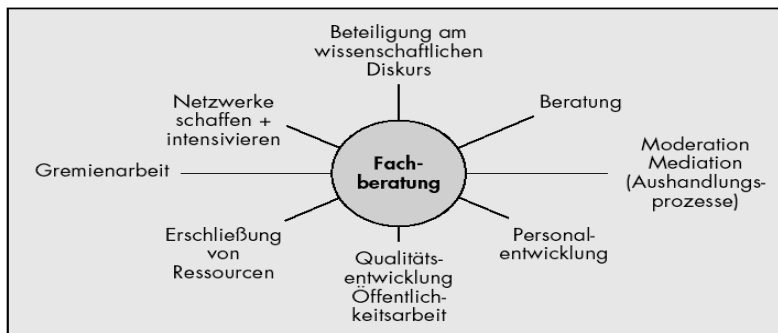 Beteiligung am
wissenschaftlichen
Diskurs
Netzwerke
schaffen +
intensivieren
Beratung
Gremienarbeit
Fach-
beratung
Moderation
Mediation
(Aushandlungs-
prozesse)
Erschließung
von
Ressourcen
Qualitäts-
entwicklung
Öffentlich-
keitsarbeit
Personal-
entwicklung